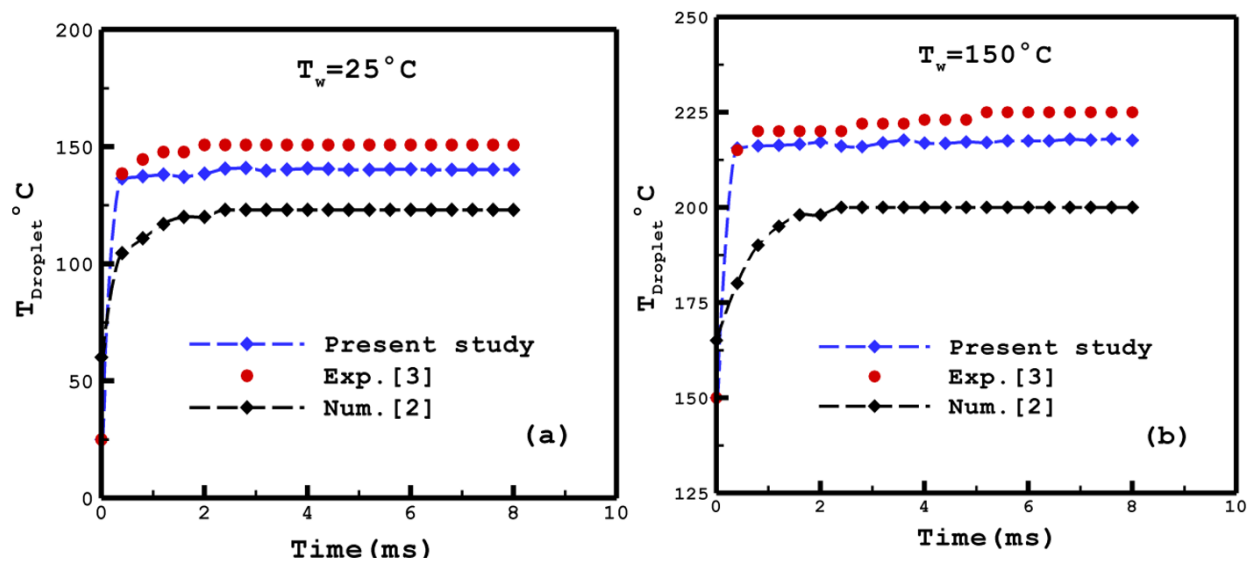 T_w=25°C
200
150
100
50
0
T_Droplet °C
Present study
Exp.[3]
Num.[2]
(a)
0 2 4 6 8 10
Time(ms)
T_w=150°C
250
225
200
175
150
125
T_Droplet °C
Present study
Exp.[3]
Num.[2]
(b)
0 2 4 6 8 10
Time(ms)